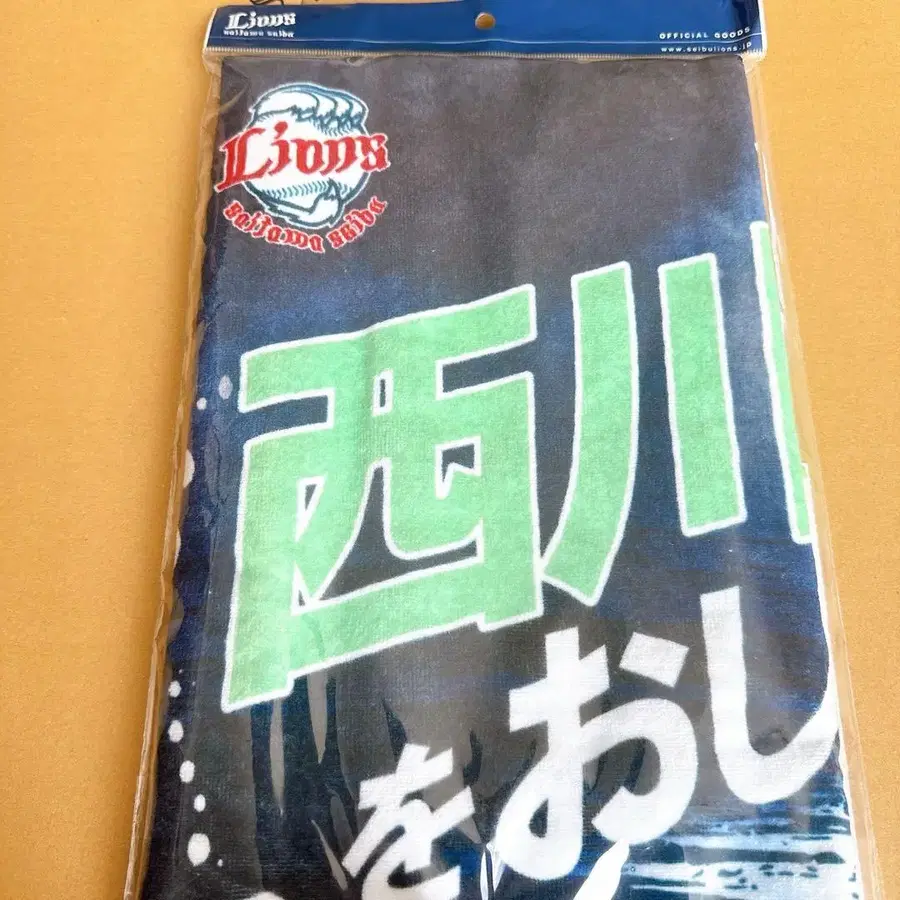 Lions
saitama seibu
OFFICIAL GOODS
www.seibulions.jp
Lions
saitama seibu
西川
をおし